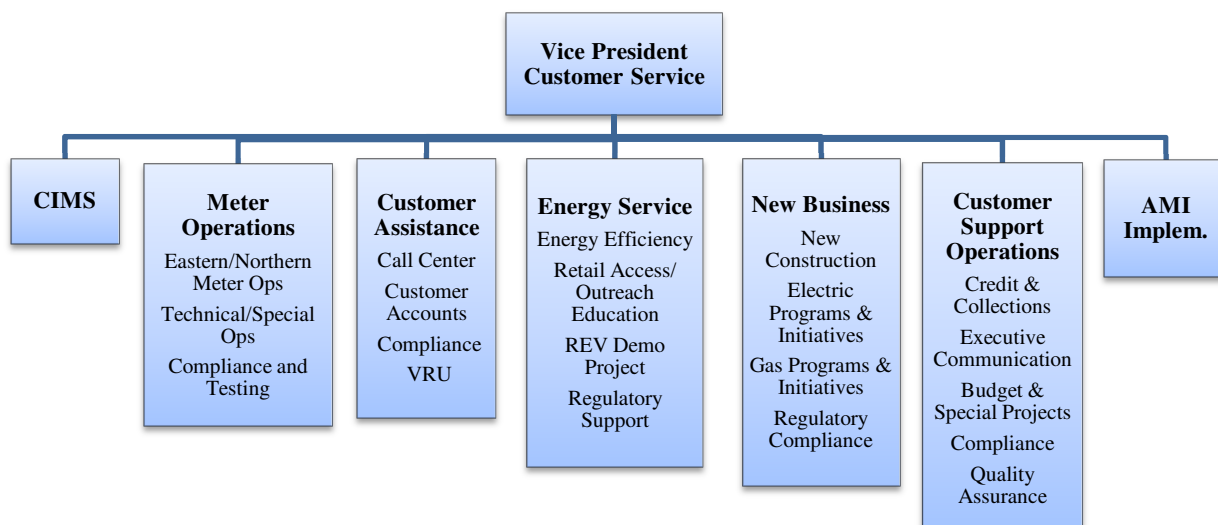 Vice President
Customer Service
CIMS
Meter
Operations
Eastern/Northern
Meter Ops
Technical/Special
Ops
Compliance and
Testing
Customer
Assistance
Call Center
Customer
Accounts
Compliance
VRU
Energy Service
Energy Efficiency
Retail Access/
Outreach
Education
REV Demo
Project
Regulatory
Support
New Business
New
Construction
Electric
Programs &
Initiatives
Gas Programs &
Initiatives
Regulatory
Compliance
Customer
Support
Operations
Credit &
Collections
Executive
Communication
Budget &
Special Projects
Compliance
Quality
Assurance
AMI
Implem.